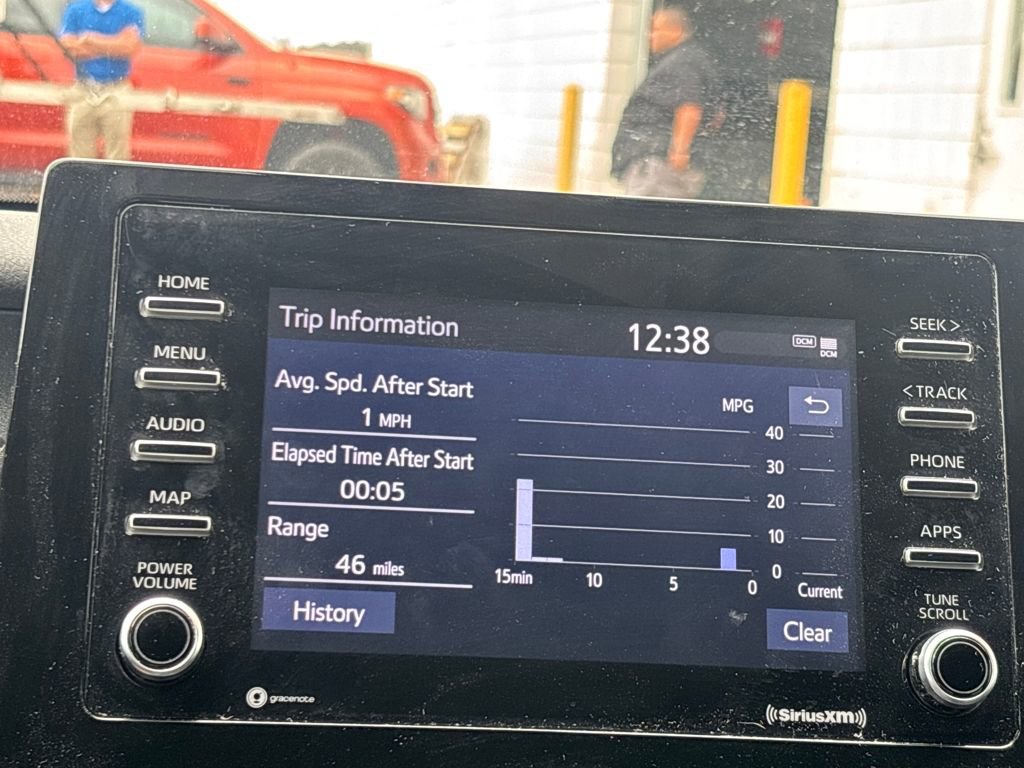 HOME
MENU
AUDIO
MAP
POWER
VOLUME
Trip Information
12:38
DCM
DCM
Avg. Spd. After Start
1 MPH
Elapsed Time After Start
00:05
Range
46 miles
History
MPG
40
30
20
10
0
15min 10 5 0 Current
Clear
SEEK >
< TRACK
PHONE
APPS
TUNE
SCROLL
gracenote
((SiriusXM))